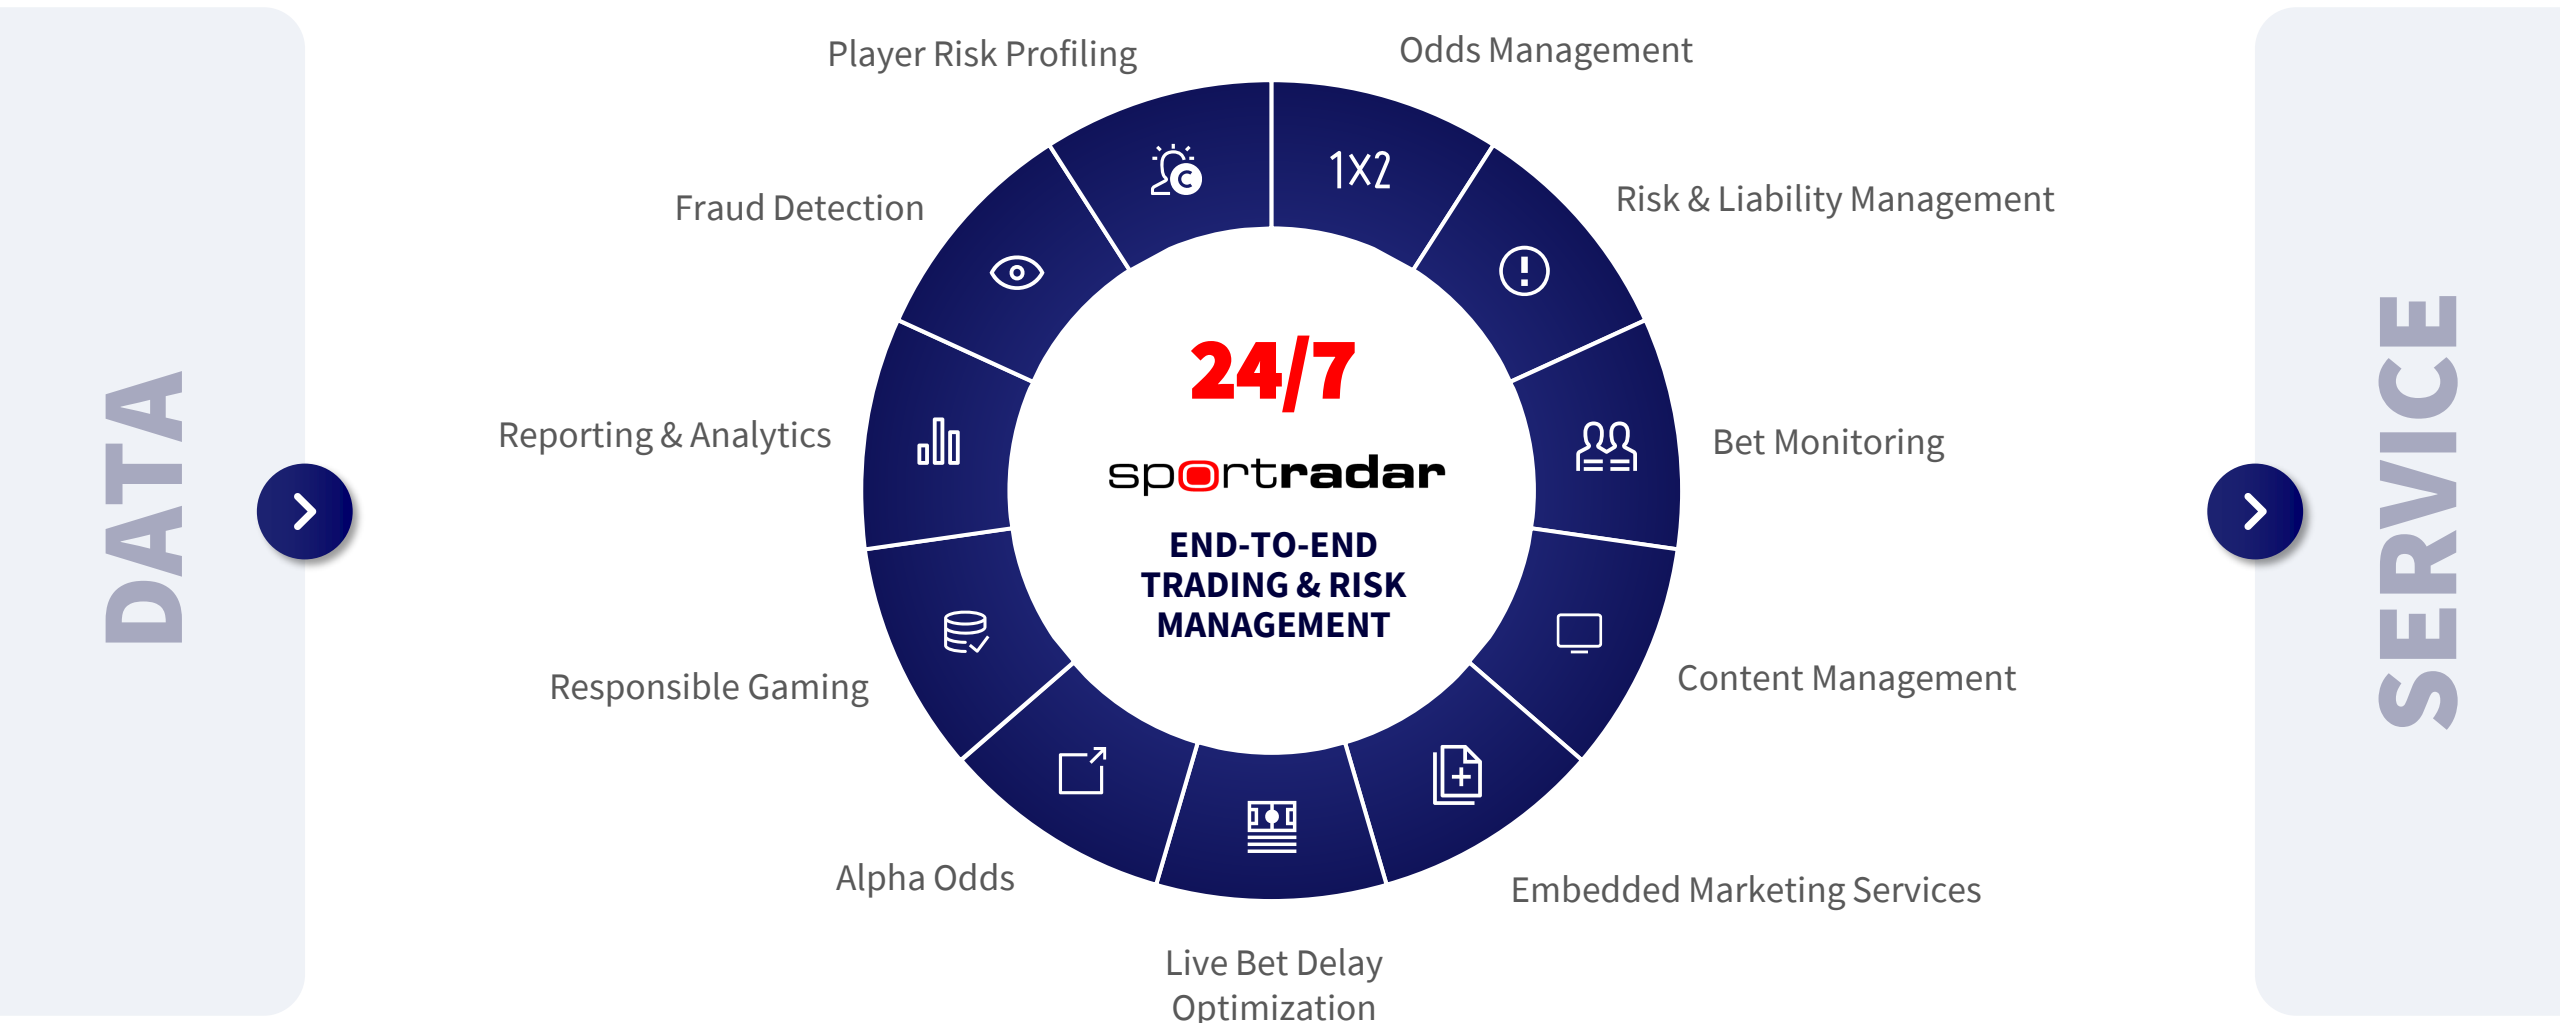 Player Risk Profiling
Odds Management
Fraud Detection
Risk & Liability Management
Reporting & Analytics
Bet Monitoring
Responsible Gaming
Content Management
Alpha Odds
Embedded Marketing Services
Live Bet Delay
Optimization
1X2
C
24/7
sportradar
END-TO-END
TRADING & RISK
MANAGEMENT
DATA
SERVICE